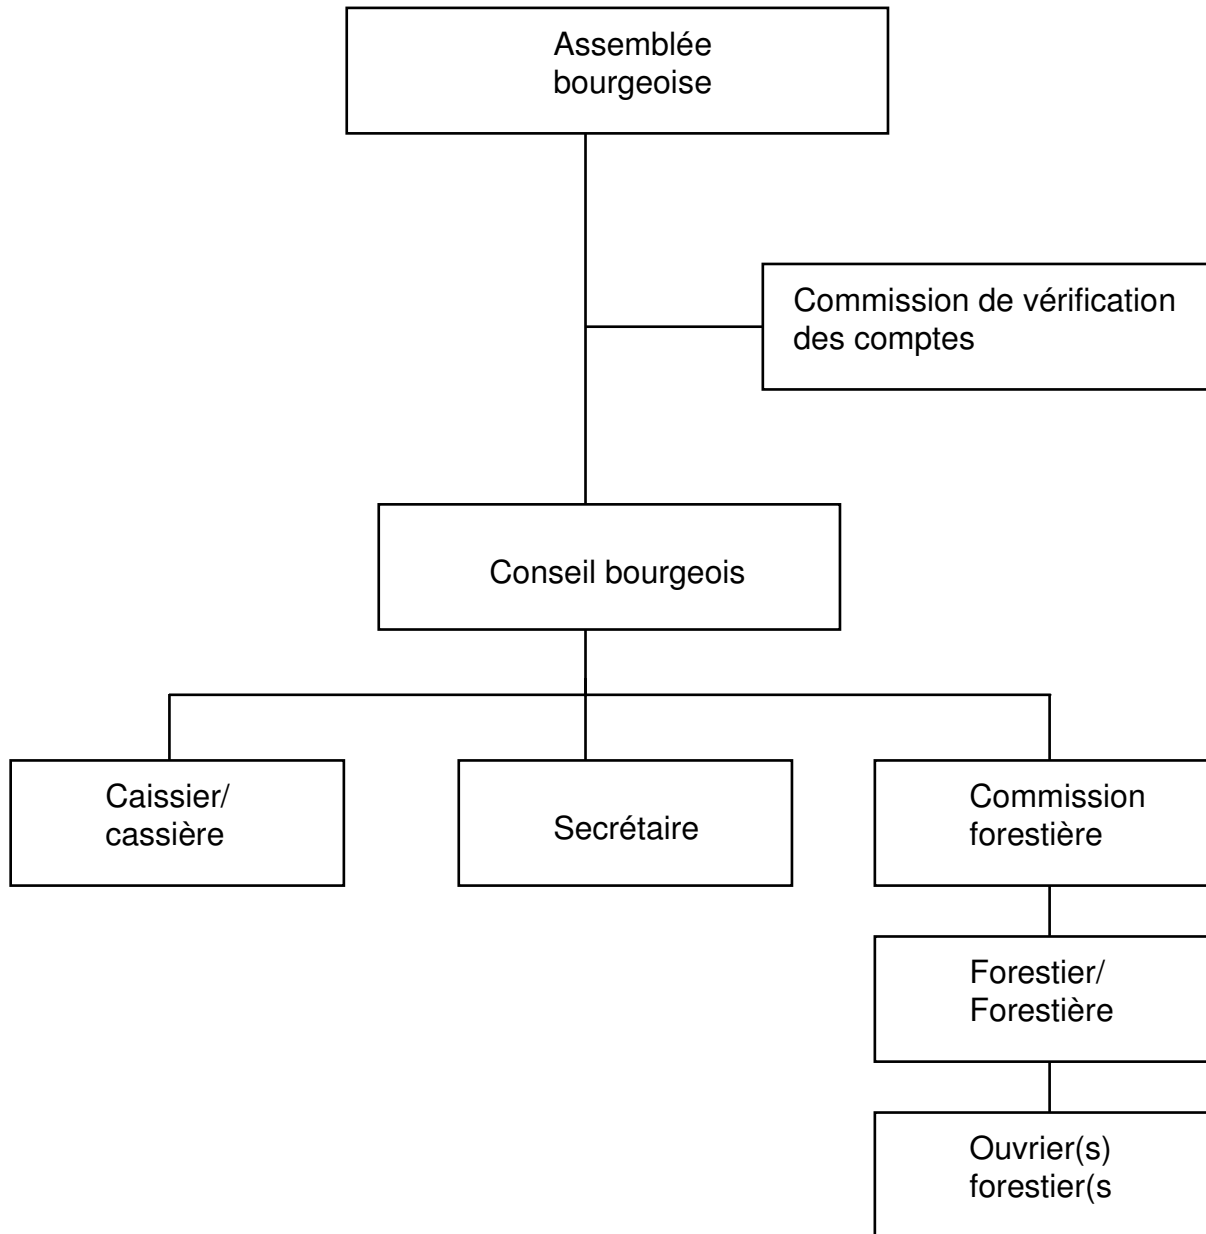 Assemblée
bourgeoise
Commission de vérification
des comptes
Conseil bourgeois
Caissier/
cassière
Secrétaire
Commission
forestière
Forestier/
Forestière
Ouvrier(s)
forestier(s